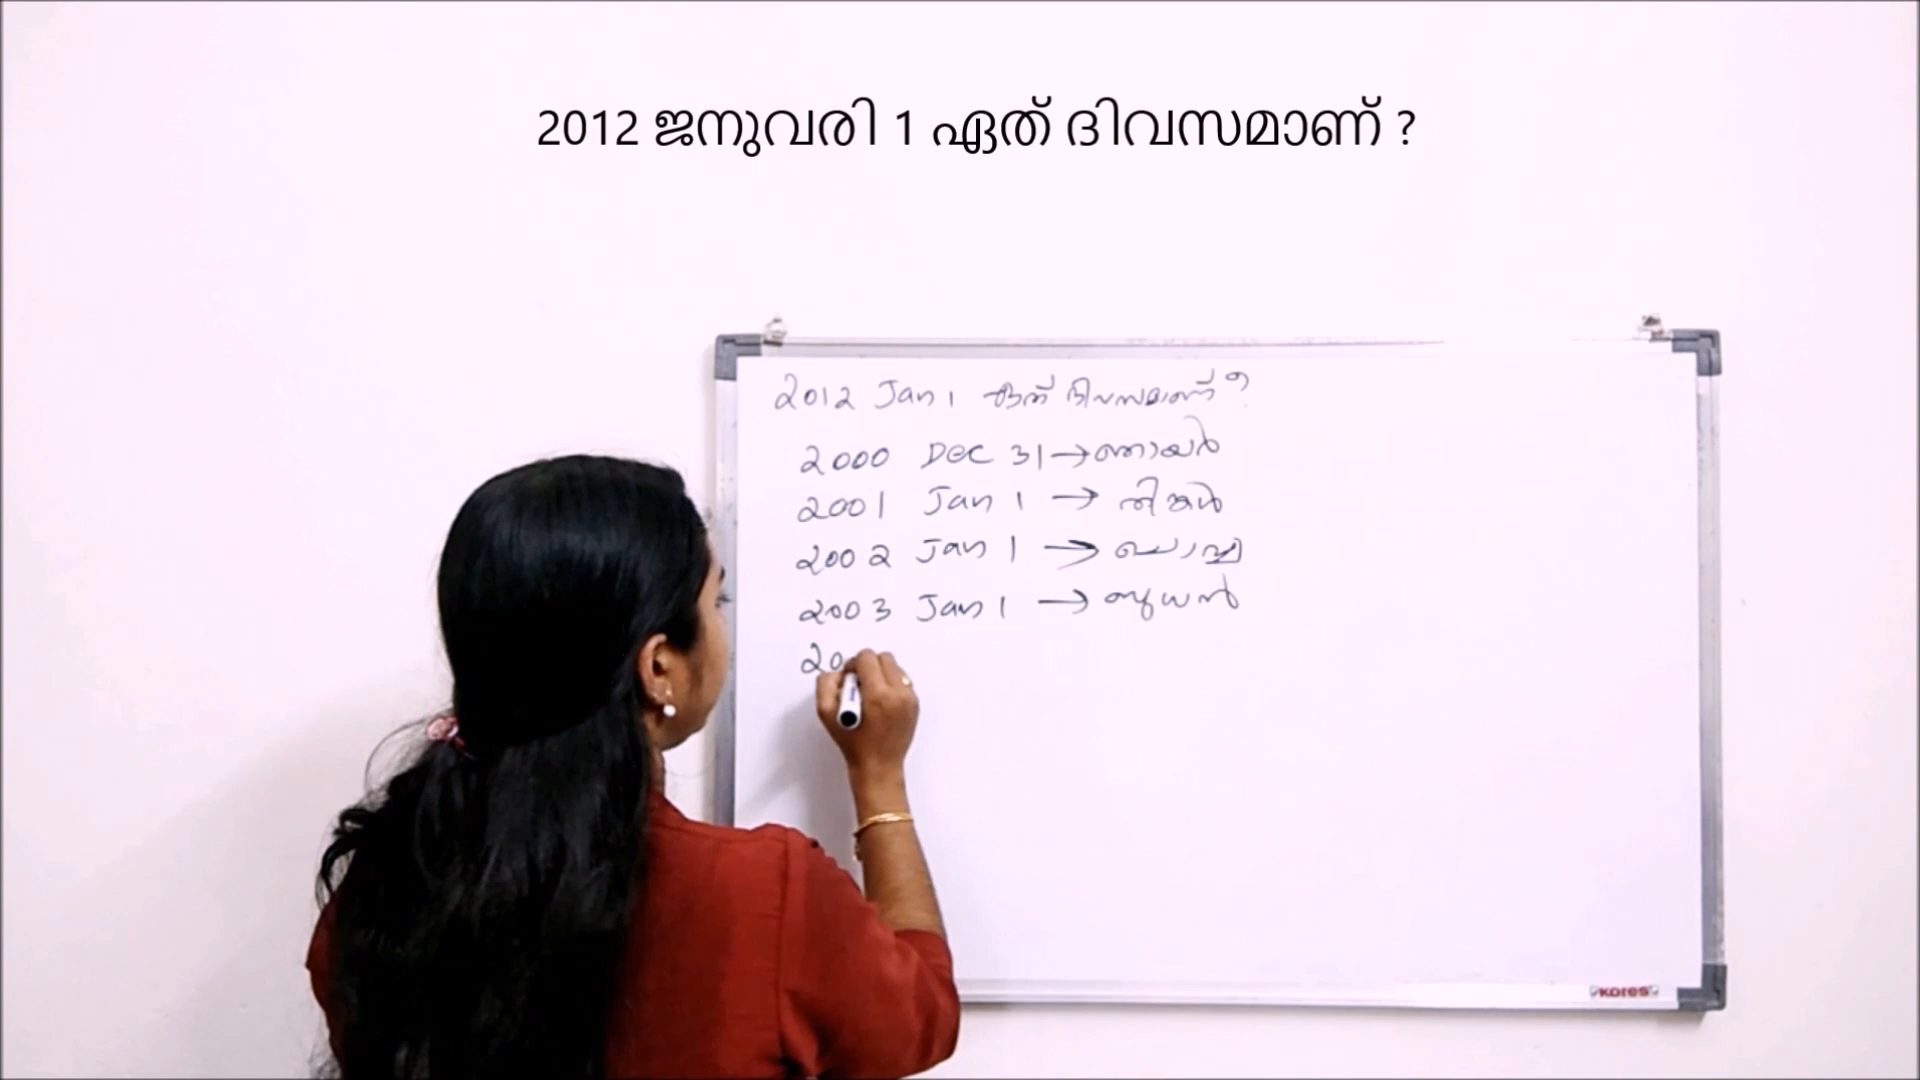 2012 ജനുവരി 1 ഏത് ദിവസമാണ് ?
2012 Jan 1 ഏത് ദിവസമാണ് ?
2000 Dec 31 → ഞായർ
2001 Jan 1 → തിങ്കൾ
2002 Jan 1 → ചൊവ്വ
2003 Jan 1 → ബുധൻ
20
kores